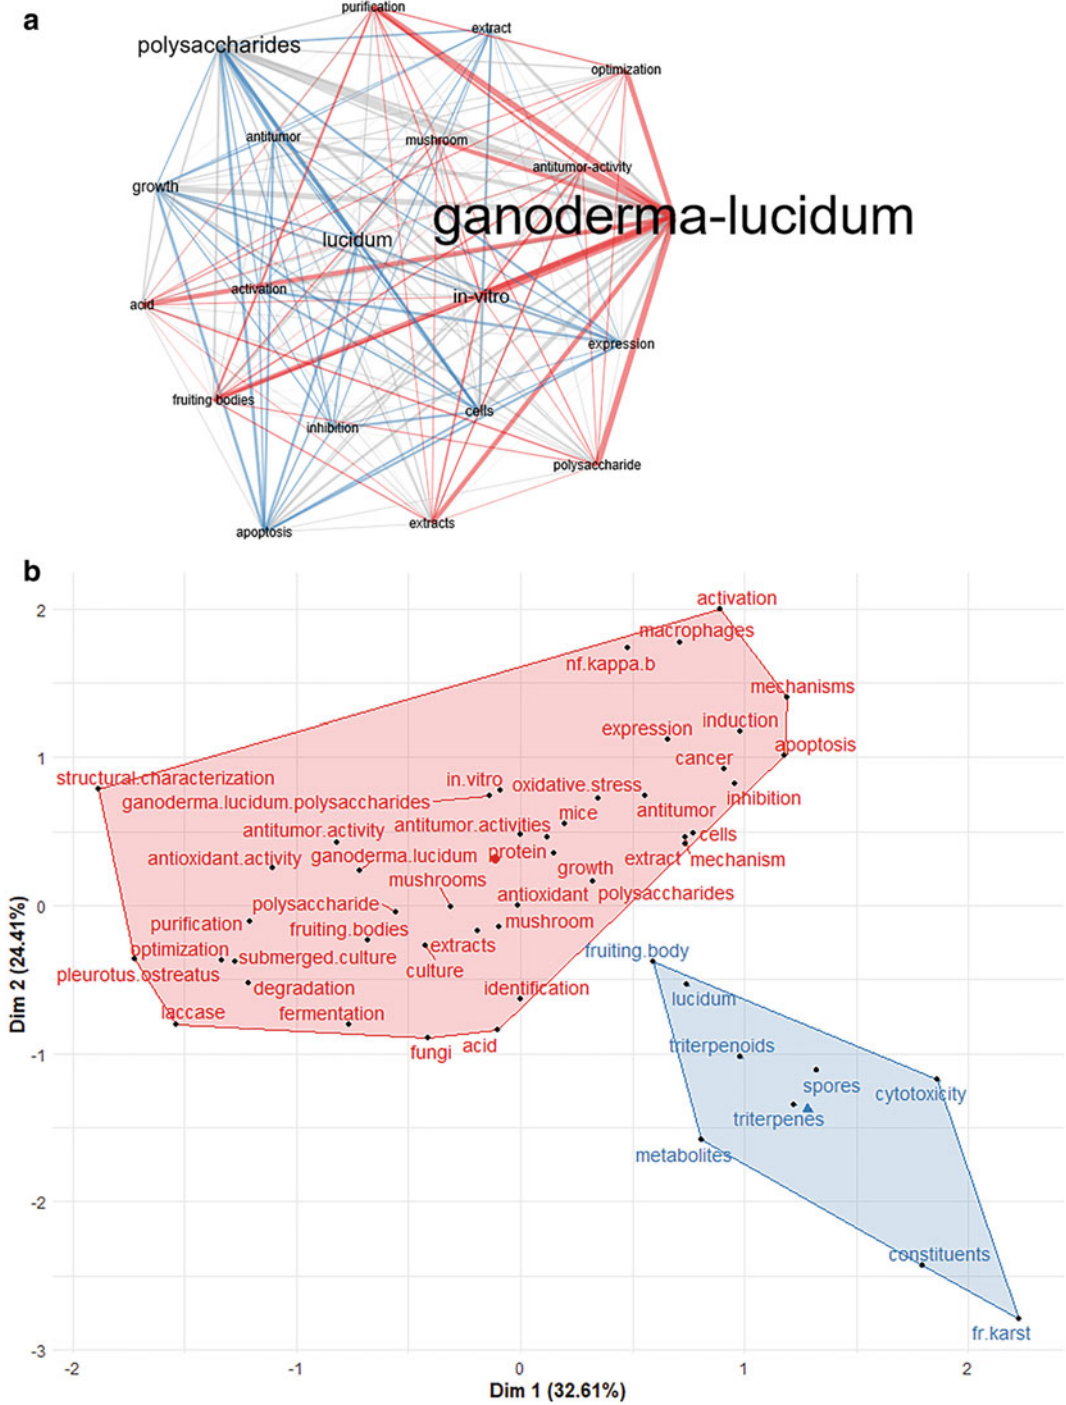 a
purification
extract
polysaccharides
optimization
antitumor
mushroom
antitumor-activity
growth
ganoderma-lucidum
lucidum
activation
in-vitro
acid
expression
fruiting bodies
cells
inhibition
polysaccharide
extracts
apoptosis
b
activation
macrophages
nf.kappa.b
mechanisms
induction
expression
apoptosis
cancer
structural.characterization
in.vitro
oxidative.stress
inhibition
ganoderma.lucidum.polysaccharides
mice
antitumor
antitumor.activity
antitumor.activities
cells
antioxidant.activity
ganoderma.lucidum
protein
extract
mechanism
growth
mushrooms
antioxidant
polysaccharides
polysaccharide
purification
fruiting.bodies
mushroom
optimization
submerged.culture
extracts
pleurotus.ostreatus
culture
degradation
identification
laccase
fermentation
fungi
acid
fruiting.body
lucidum
triterpenoids
spores
cytotoxicity
triterpenes
metabolites
constituents
fr.karst
2
1
0
-1
-2
-3
Dim 2 (24.41%)
-2
-1
0
1
2
Dim 1 (32.61%)